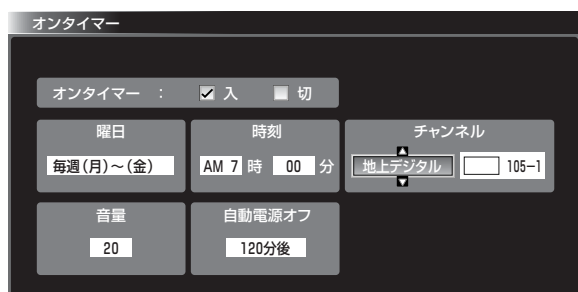 オンタイマー
オンタイマー : 入 切
曜日
毎週(月)~(金)
時刻
AM 7 時 00 分
チャンネル
地上デジタル 105-1
音量
20
自動電源オフ
120分後